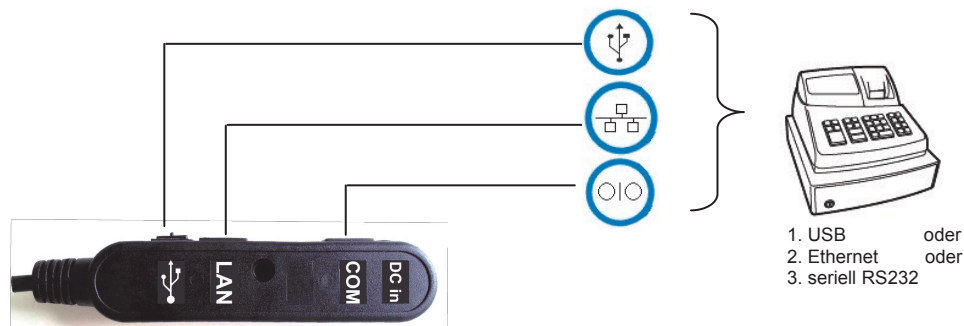 LAN
COM
DC in
1. USB oder
2. Ethernet oder
3. seriell RS232